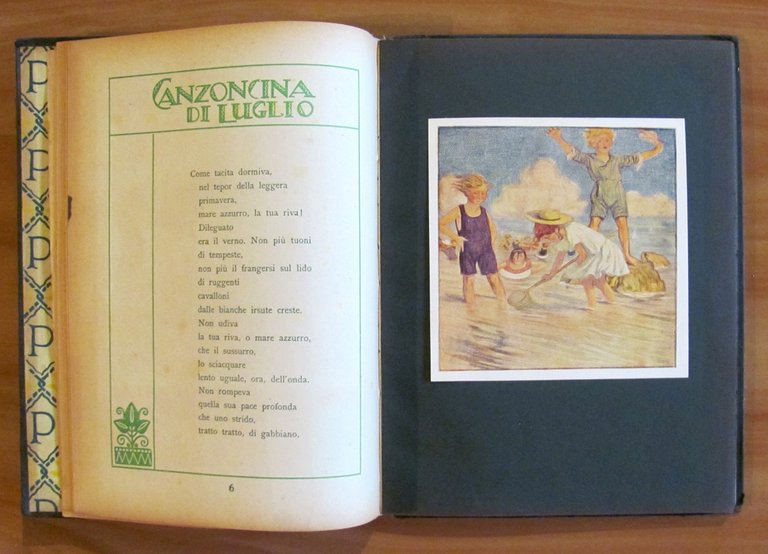 CANZONCINA
DI LUGLIO
Come tacita dormiva,
nel tepor della leggera
primavera,
mare azzurro, la tua riva!
Dileguato
era il verno. Non più tuoni
di tempeste,
non più il frangersi sul lido
di ruggenti
cavalloni
dalle bianche irsute creste.
Non udiva
la tua riva, o mare azzurro,
che il sussurro,
lo sciacquare
lento uguale, ora, dell'onda.
Non rompeva
quella sua pace profonda
che uno strido,
tratto tratto, di gabbiano.
6
P
P
P
P
P
P
P